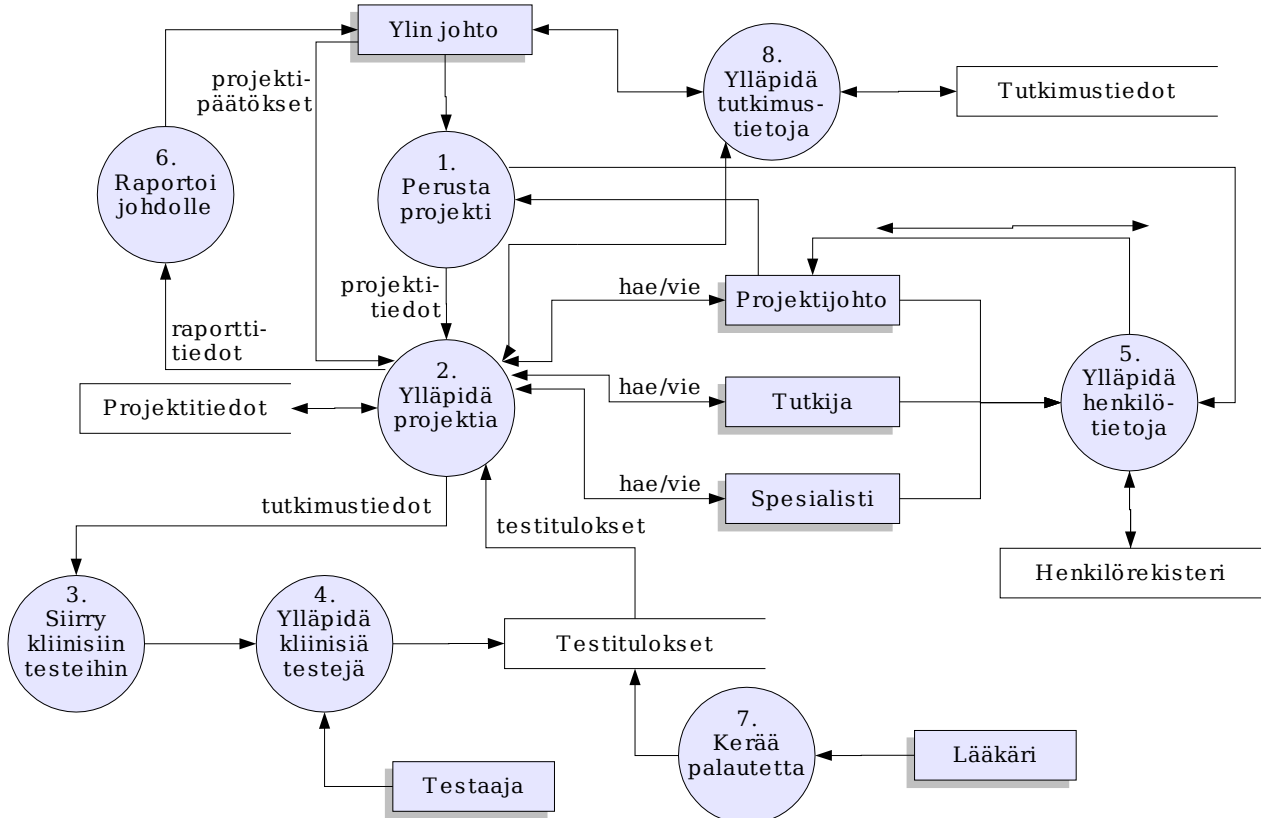 Ylin johto
8.
Ylläpidä
tutkimus-
tietoja
Tutkimustiedot
projekti-
päätökset
6.
Raportoi
johdolle
1.
Perusta
projekti
projekti-
tiedot
hae/vie
Projektijohto
raportti-
tiedot
2.
Ylläpidä
projektia
Projektitiedot
hae/vie
Tutkija
5.
Ylläpidä
henkilö-
tietoja
hae/vie
Spesialisti
tutkimustiedot
testitulokset
Henkilörekisteri
3.
Siirry
kliinisiin
testeihin
4.
Ylläpidä
kliinisiä
testejä
Testitulokset
7.
Kerää
palautetta
Lääkäri
Testaaja